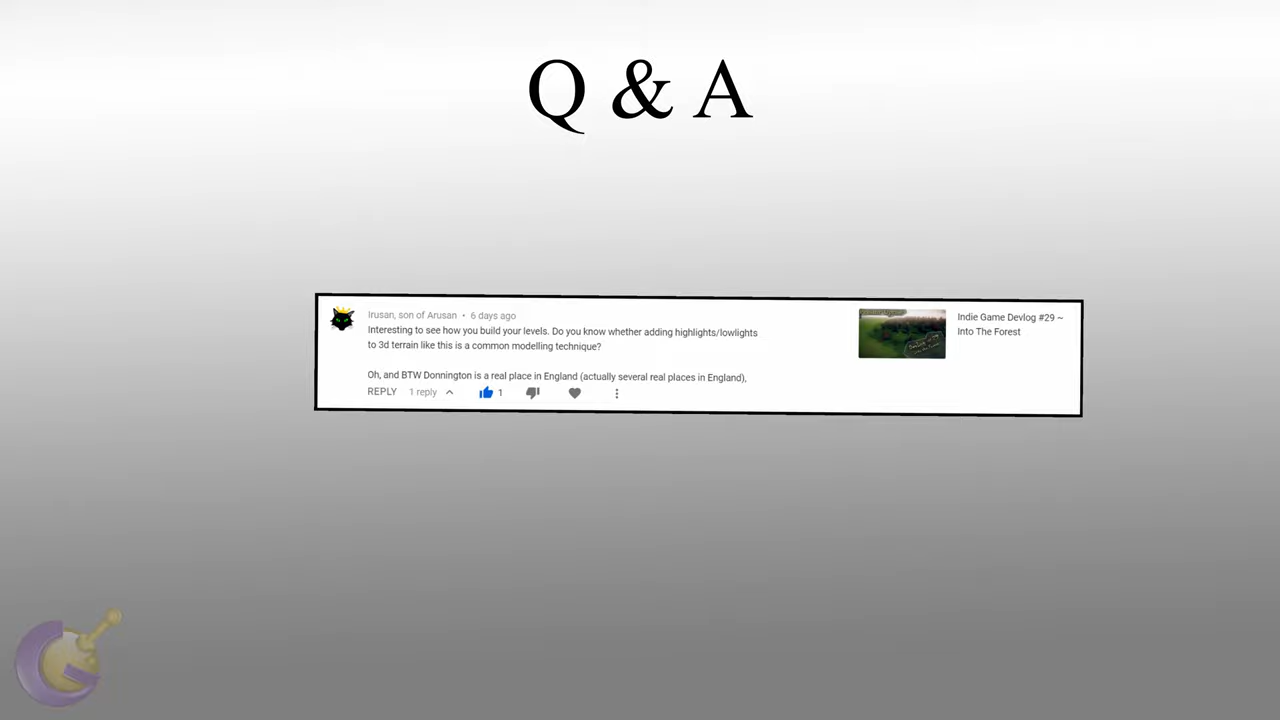 Q & A
Irusan, son of Arusan • 6 days ago
Interesting to see how you build your levels. Do you know whether adding highlights/lowlights
to 3d terrain like this is a common modelling technique?
Oh, and BTW Donnington is a real place in England (actually several real places in England),
REPLY 1 reply 1
Indie Game Devlog #29 ~
Into The Forest